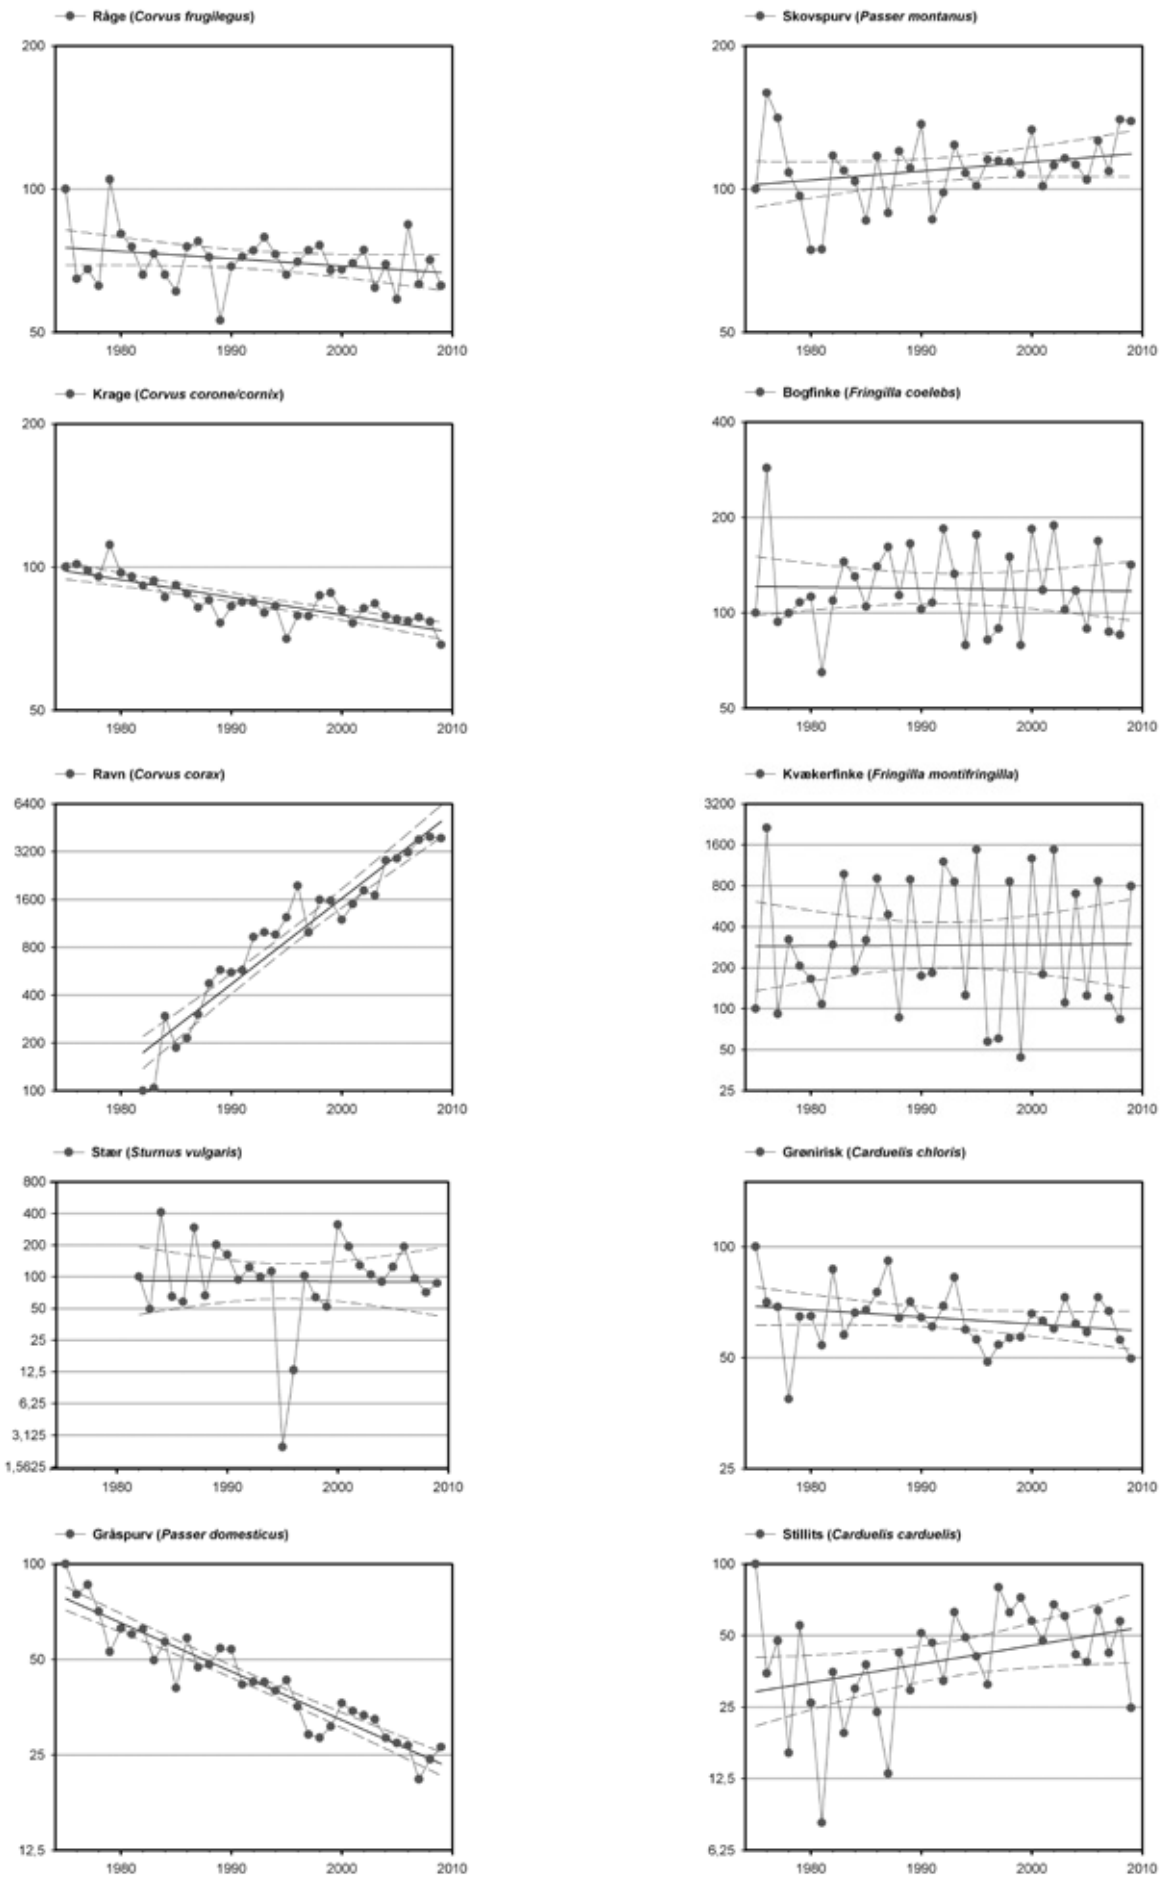 Råge (Corvus frugilegus)
200
100
50
1980 1990 2000 2010
Krage (Corvus corone/cornix)
200
100
50
1980 1990 2000 2010
Ravn (Corvus corax)
6400
3200
1600
800
400
200
100
1980 1990 2000 2010
Stær (Sturnus vulgaris)
800
400
200
100
50
25
12,5
6,25
3,125
1,5625
1980 1990 2000 2010
Gråspurv (Passer domesticus)
100
50
25
12,5
1980 1990 2000 2010
Skovspurv (Passer montanus)
200
100
50
1980 1990 2000 2010
Bogfinke (Fringilla coelebs)
400
200
100
50
1980 1990 2000 2010
Kvækerfinke (Fringilla montifringilla)
3200
1600
800
400
200
100
50
25
1980 1990 2000 2010
Grønirisk (Carduelis chloris)
100
50
25
1980 1990 2000 2010
Stillits (Carduelis carduelis)
100
50
25
12,5
6,25
1980 1990 2000 2010